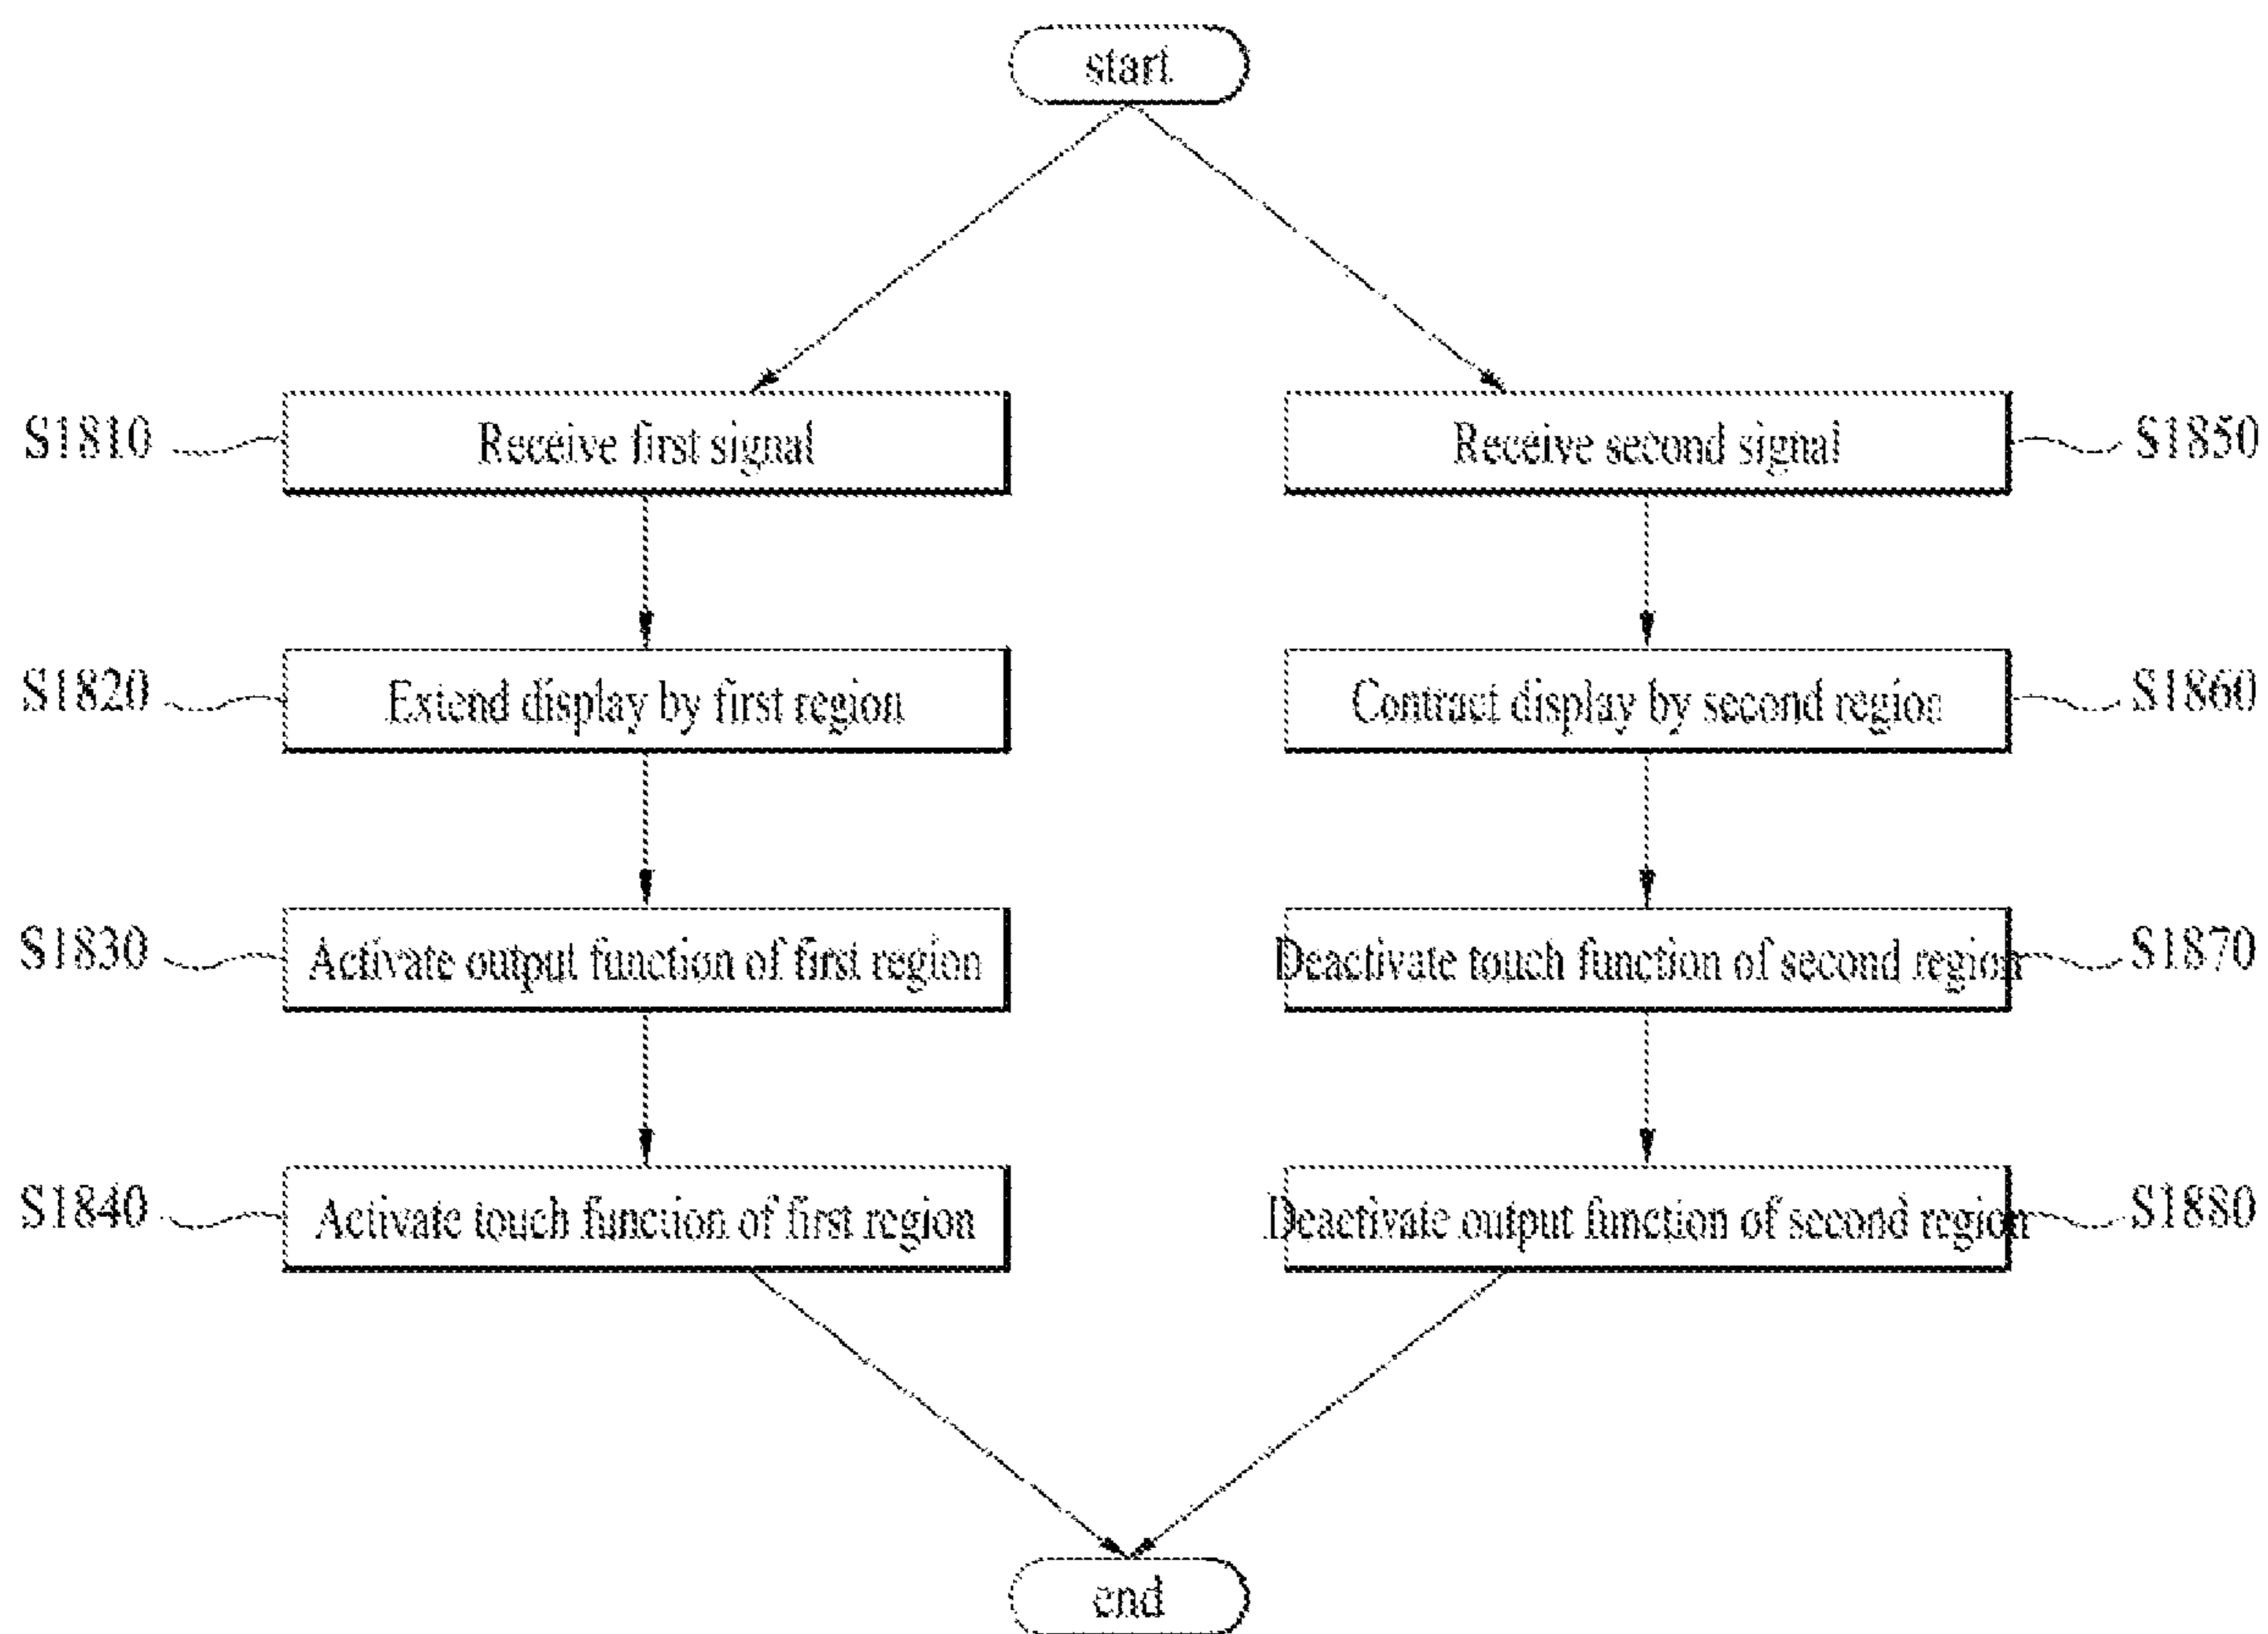 start
S1810
Receive first signal
Receive second signal
S1850
S1820
Extend display by first region
Contract display by second region
S1860
S1830
Activate output function of first region
Deactivate touch function of second region
S1870
S1840
Activate touch function of first region
Deactivate output function of second region
S1880
end